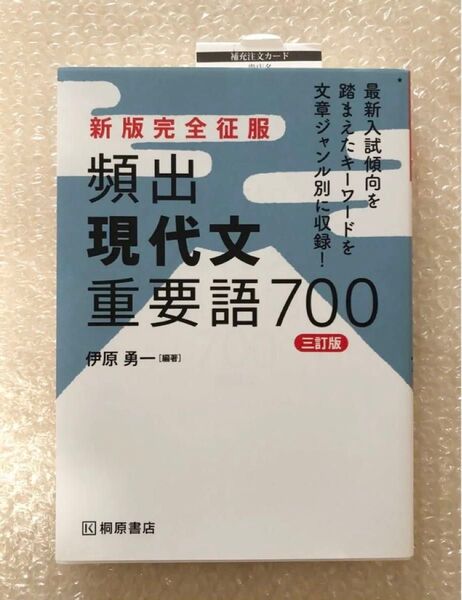 補充注文カード
最新入試傾向を
踏まえたキーワードを
文章ジャンル別に収録！
新版完全征服
頻出
現代文
重要語700
三訂版
伊原 勇一［編著］
K 桐原書店